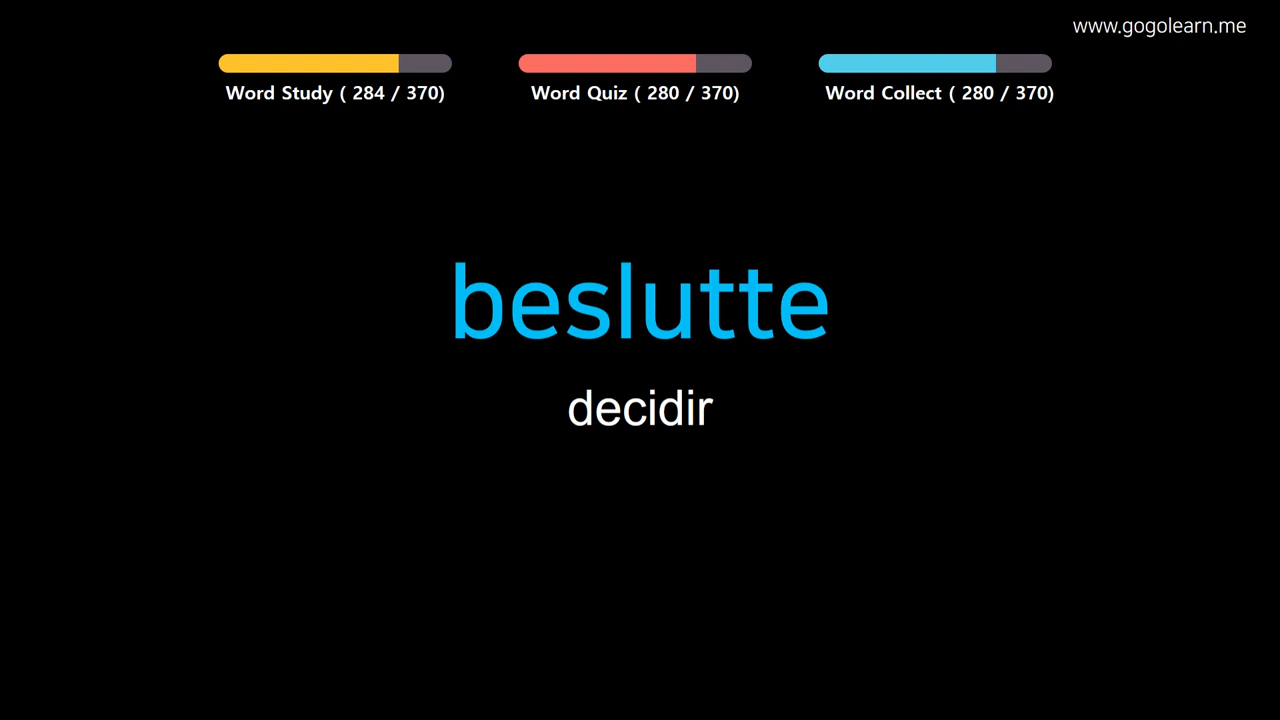 www.gogolearn.me
Word Study ( 284 / 370)
Word Quiz ( 280 / 370)
Word Collect ( 280 / 370)
beslutte
decidir